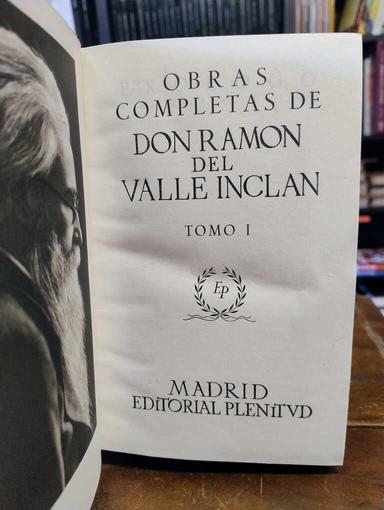 OBRAS
COMPLETAS DE
DON RAMON
DEL
VALLE INCLAN
TOMO I
EP
MADRID
EDITORIAL PLENITVD